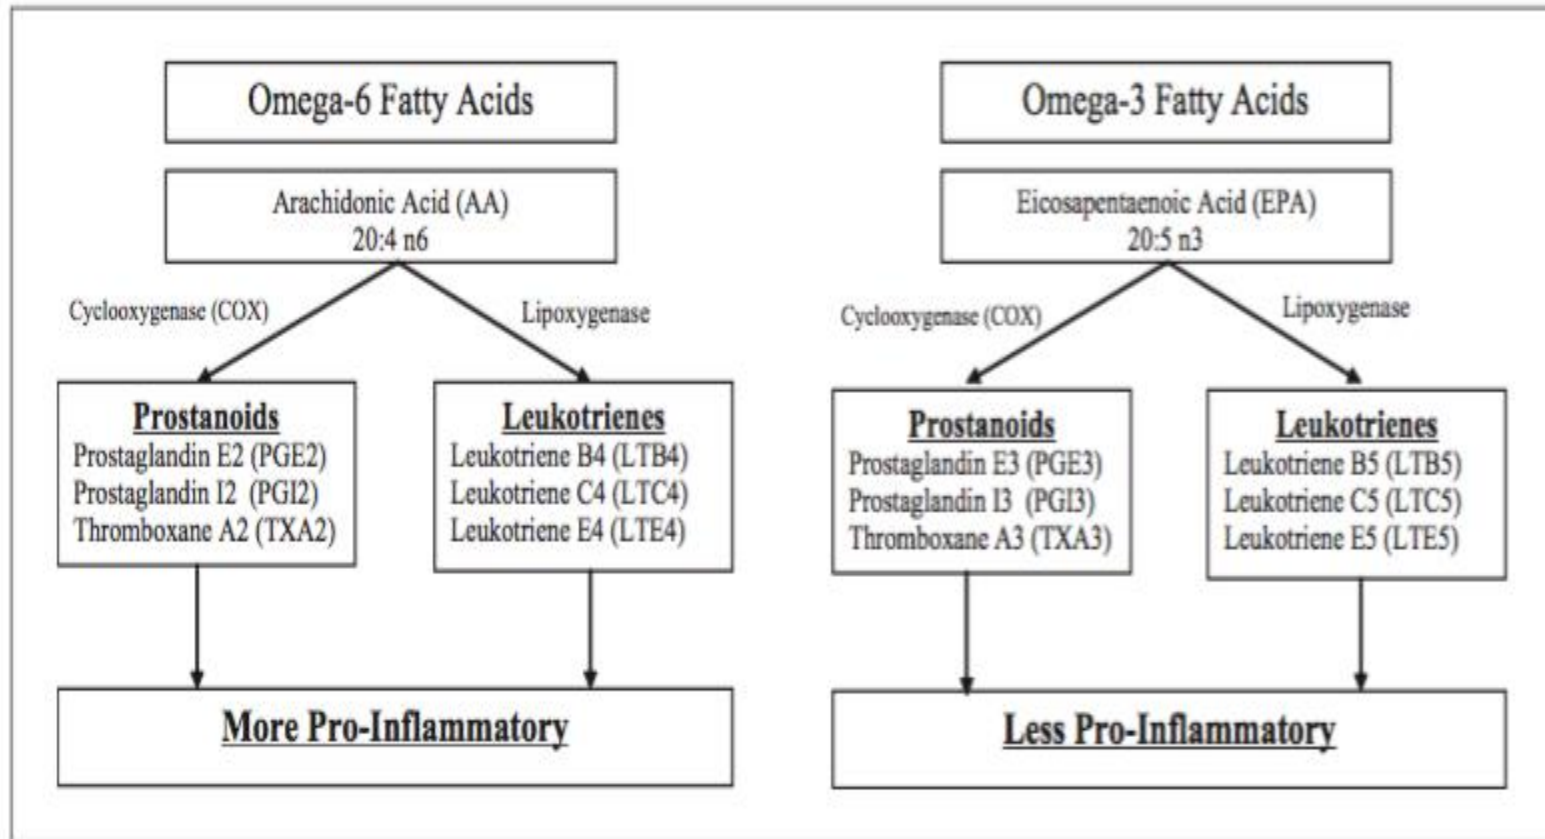 Omega-6 Fatty Acids
Arachidonic Acid (AA)
20:4 n6
Cyclooxygenase (COX)
Lipoxygenase
Prostanoids
Prostaglandin E2 (PGE2)
Prostaglandin I2 (PGI2)
Thromboxane A2 (TXA2)
Leukotrienes
Leukotriene B4 (LTB4)
Leukotriene C4 (LTC4)
Leukotriene E4 (LTE4)
More Pro-Inflammatory
Omega-3 Fatty Acids
Eicosapentaenoic Acid (EPA)
20:5 n3
Cyclooxygenase (COX)
Lipoxygenase
Prostanoids
Prostaglandin E3 (PGE3)
Prostaglandin I3 (PGI3)
Thromboxane A3 (TXA3)
Leukotrienes
Leukotriene B5 (LTB5)
Leukotriene C5 (LTC5)
Leukotriene E5 (LTE5)
Less Pro-Inflammatory